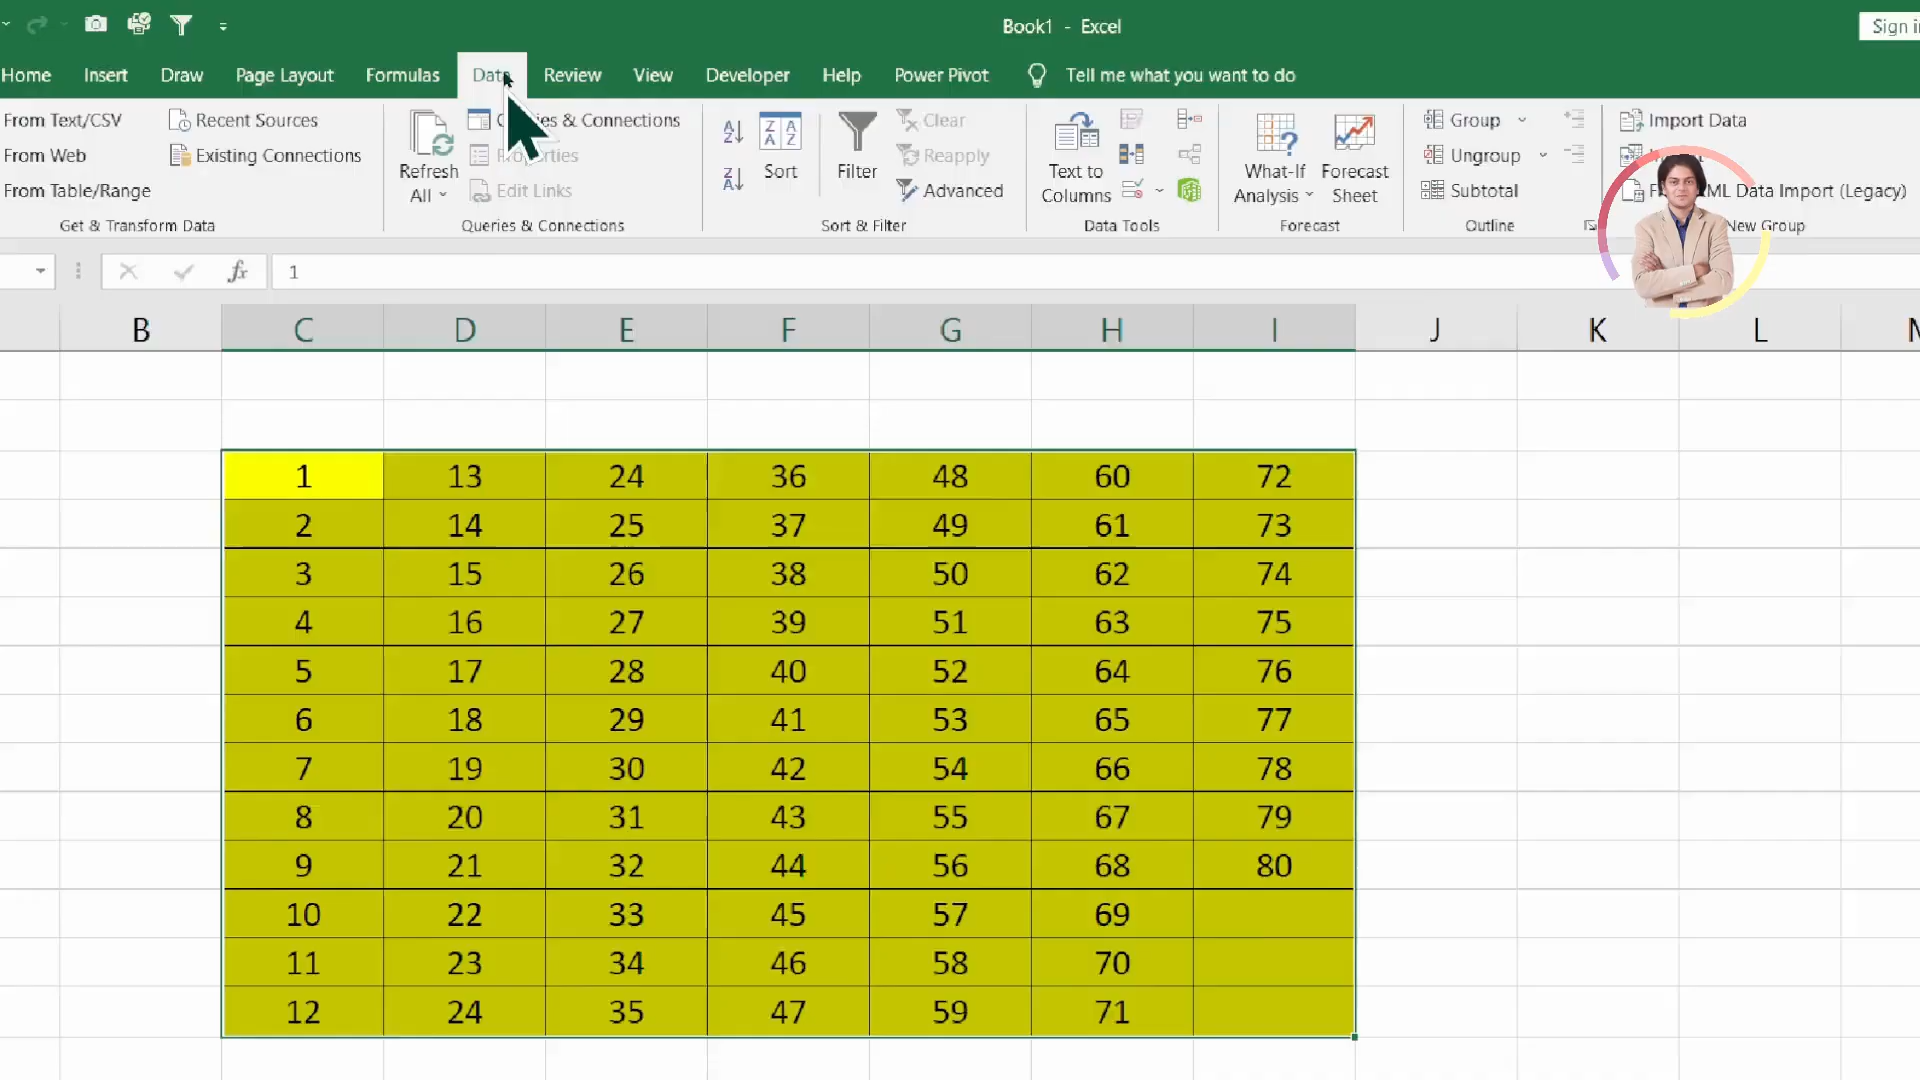 Book1 - Excel
Home Insert Draw Page Layout Formulas Data Review View Developer Help Power Pivot Tell me what you want to do
From Text/CSV Recent Sources
From Web Existing Connections
From Table/Range
Get & Transform Data
Refresh All
& Connections
Properties
Edit Links
Queries & Connections
Sort
Filter
Clear
Reapply
Advanced
Sort & Filter
Text to Columns
Data Tools
What-If Analysis
Forecast Sheet
Forecast
Group
Ungroup
Subtotal
Outline
Import Data
Data Import (Legacy)
New Group
fx 1
B C D E F G H I J K L
1 13 24 36 48 60 72
2 14 25 37 49 61 73
3 15 26 38 50 62 74
4 16 27 39 51 63 75
5 17 28 40 52 64 76
6 18 29 41 53 65 77
7 19 30 42 54 66 78
8 20 31 43 55 67 79
9 21 32 44 56 68 80
10 22 33 45 57 69
11 23 34 46 58 70
12 24 35 47 59 71